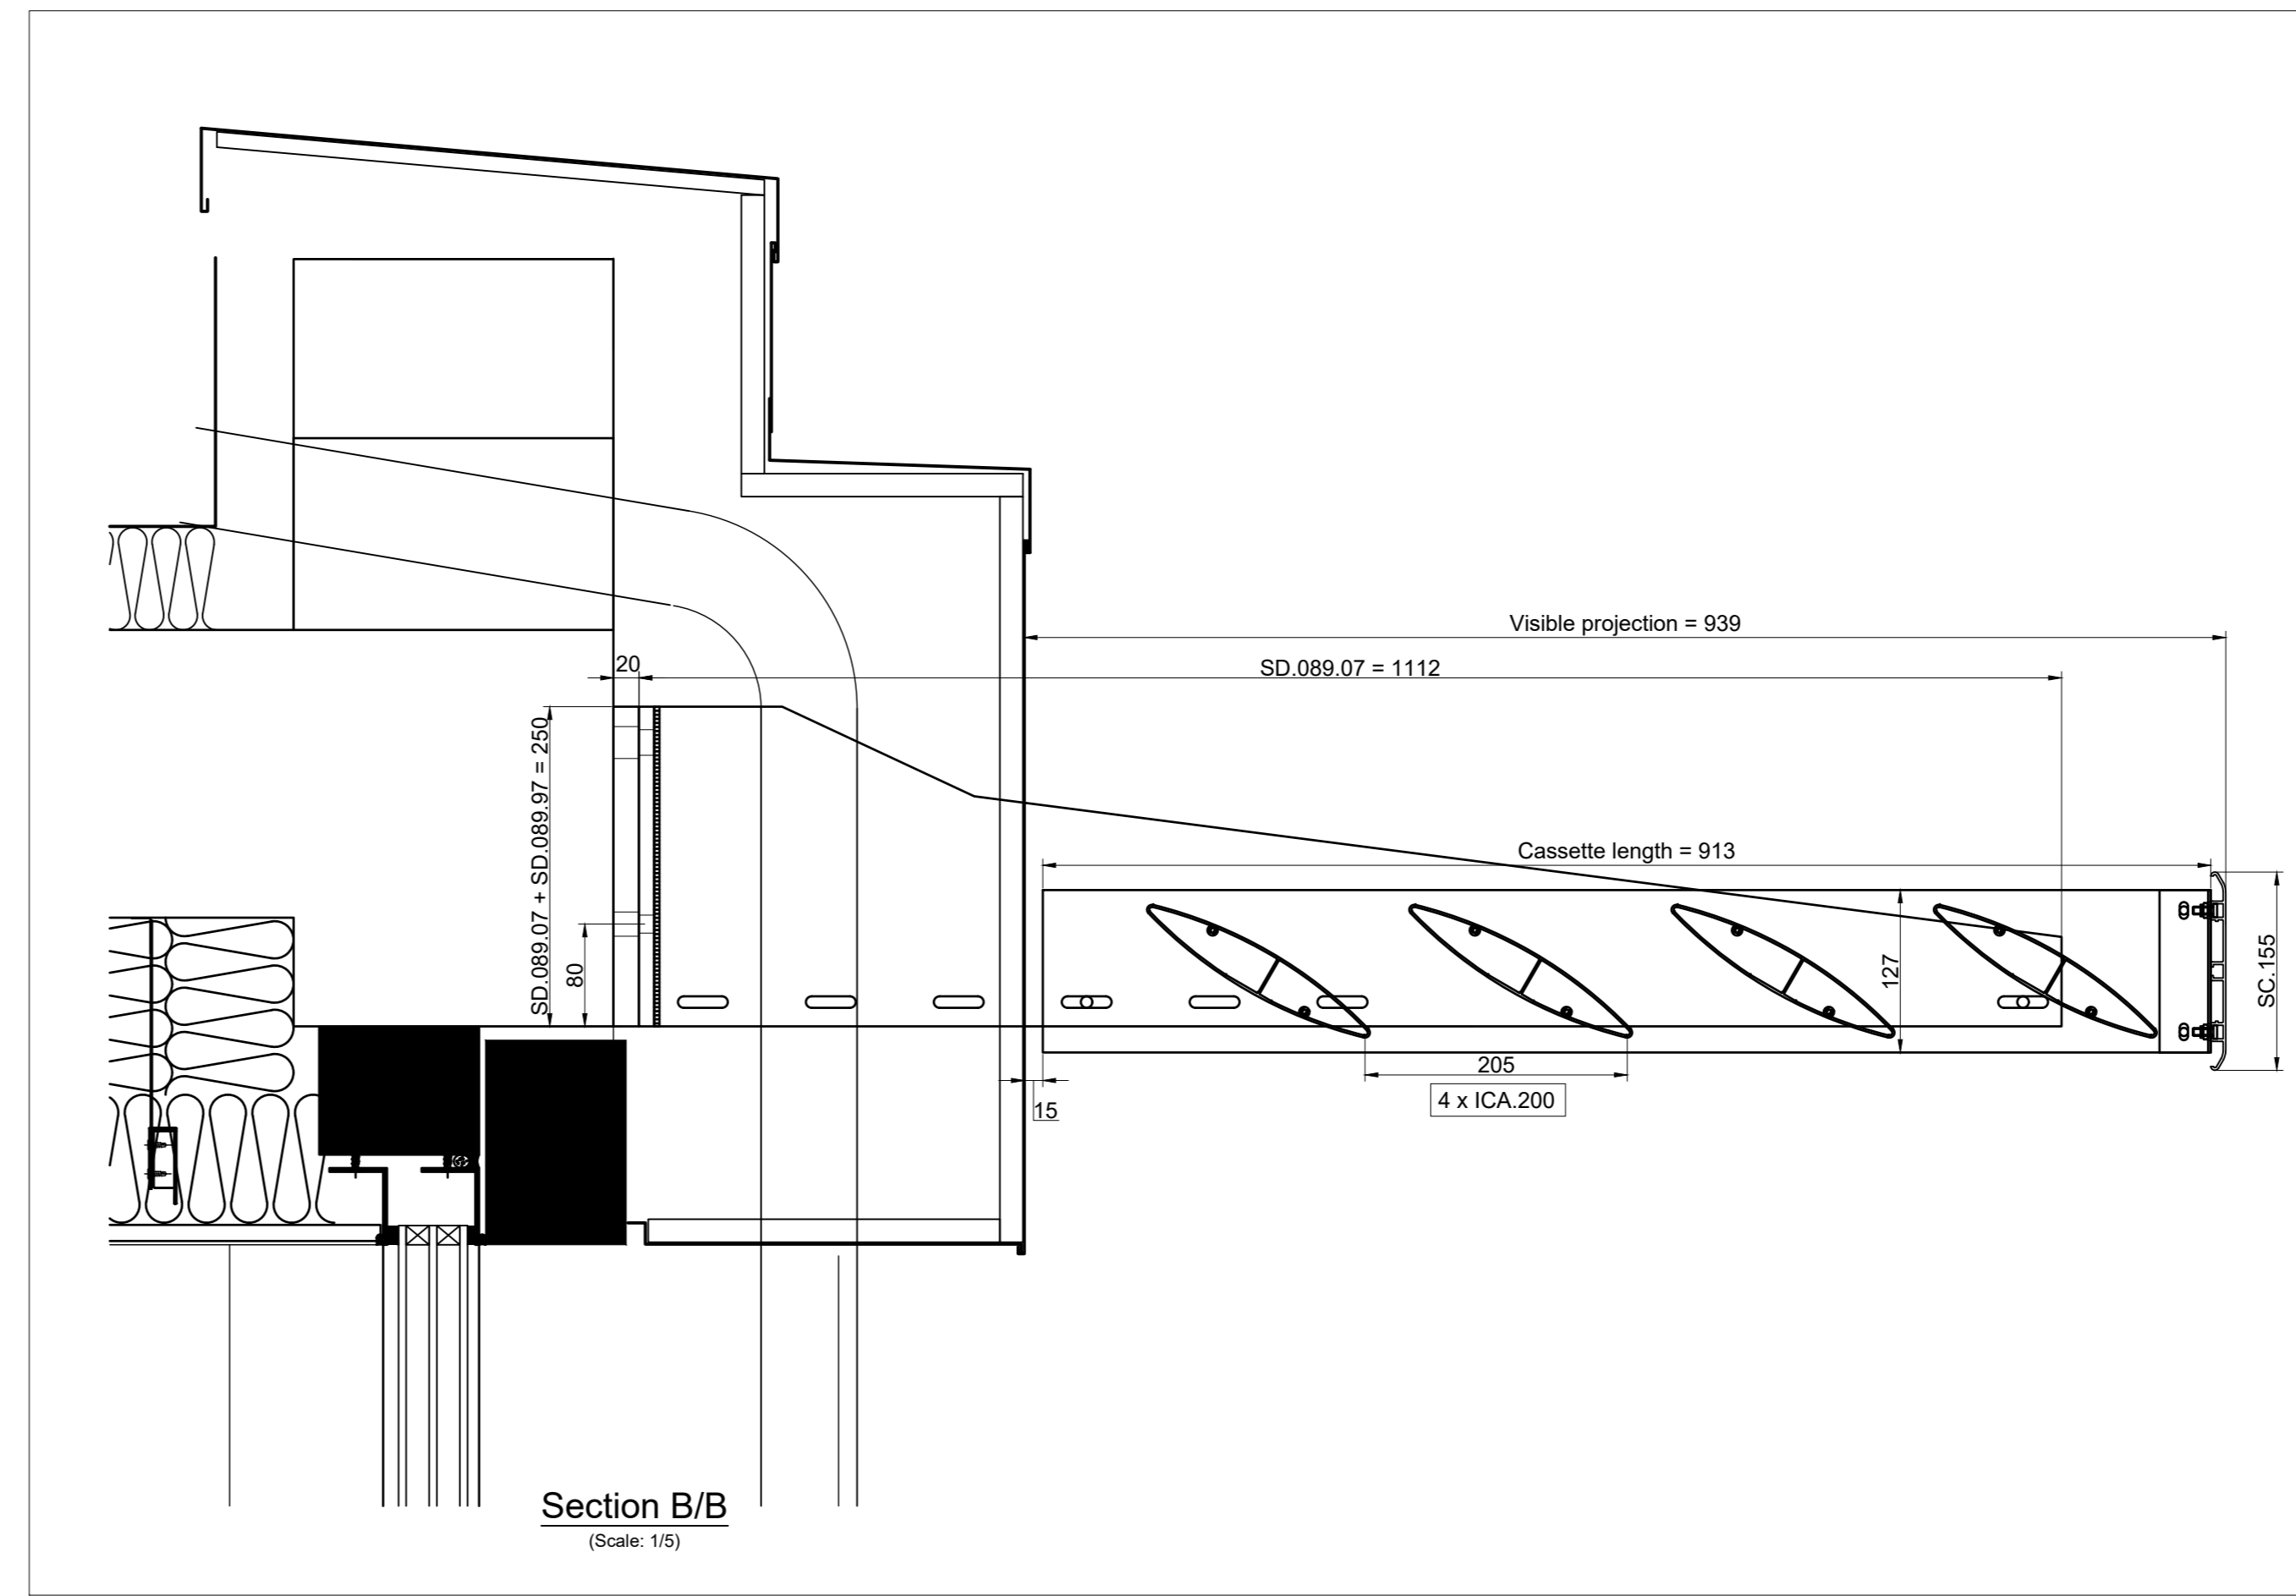 Visible projection = 939
SD.089.07 = 1112
20
SD.089.07 + SD.089.97 = 250
80
Cassette length = 913
127
SC.155
205
4 x ICA.200
15
Section B/B
(Scale: 1/5)